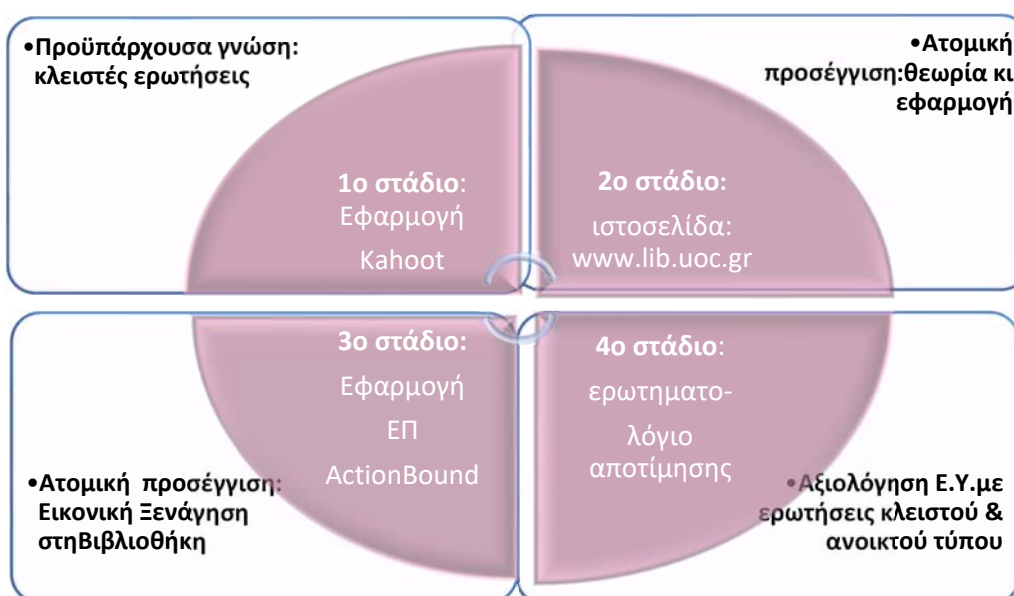 •Προϋπάρχουσα γνώση:
κλειστές ερωτήσεις
•Ατομική
προσέγγιση:θεωρία κι
εφαρμογή
1ο στάδιο:
Εφαρμογή
Kahoot
2ο στάδιο:
ιστοσελίδα:
www.lib.uoc.gr
3ο στάδιο:
Εφαρμογή
ΕΠ
ActionBound
4ο στάδιο:
ερωτηματο-
λόγιο
αποτίμησης
•Ατομική προσέγγιση:
Εικονική Ξενάγηση
στηΒιβλιοθήκη
•Αξιολόγηση Ε.Υ.με
ερωτήσεις κλειστού &
ανοικτού τύπου